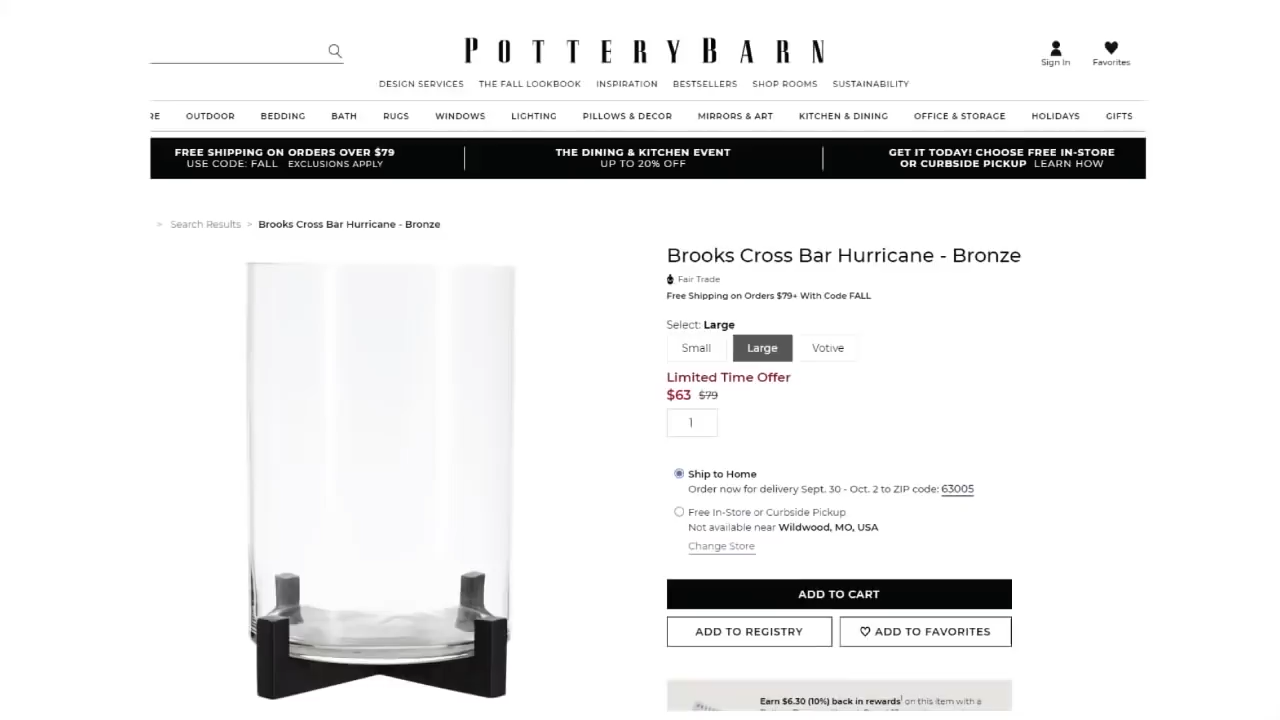 POTTERYBARN
Sign In
Favorites
DESIGN SERVICES THE FALL LOOKBOOK INSPIRATION BESTSELLERS SHOP ROOMS SUSTAINABILITY
RE OUTDOOR BEDDING BATH RUGS WINDOWS LIGHTING PILLOWS & DECOR MIRRORS & ART KITCHEN & DINING OFFICE & STORAGE HOLIDAYS GIFTS
FREE SHIPPING ON ORDERS OVER $79
USE CODE: FALL EXCLUSIONS APPLY
THE DINING & KITCHEN EVENT
UP TO 20% OFF
GET IT TODAY! CHOOSE FREE IN-STORE
OR CURBSIDE PICKUP LEARN HOW
> Search Results > Brooks Cross Bar Hurricane - Bronze
Brooks Cross Bar Hurricane - Bronze
Fair Trade
Free Shipping on Orders $79+ With Code FALL
Select: Large
Small Large Votive
Limited Time Offer
$63 $79
1
Ship to Home
Order now for delivery Sept. 30 - Oct. 2 to ZIP code: 63005
Free In-Store or Curbside Pickup
Not available near Wildwood, MO, USA
Change Store
ADD TO CART
ADD TO REGISTRY
ADD TO FAVORITES
Earn $6.30 (10%) back in rewards¹ on this item with a